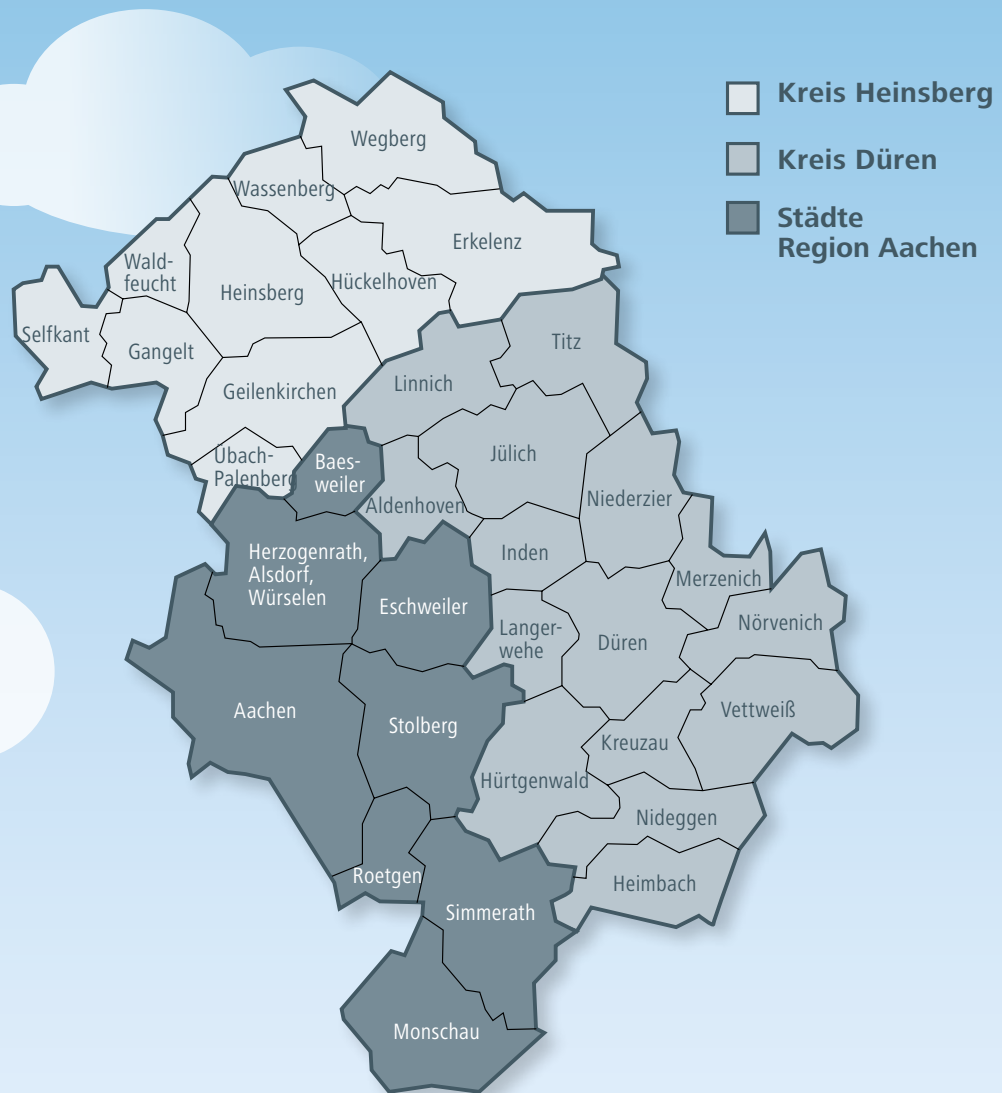 Kreis Heinsberg
Kreis Düren
Städte
Region Aachen
Wegberg
Wassenberg
Erkelenz
Wald-
feucht
Heinsberg
Hückelhoven
Selfkant
Gangelt
Titz
Linnich
Geilenkirchen
Übach-
Palenberg
Baes-
weiler
Jülich
Aldenhoven
Niederzier
Herzogenrath,
Alsdorf,
Würselen
Inden
Merzenich
Eschweiler
Langer-
wehe
Düren
Nörvenich
Aachen
Stolberg
Vettweiß
Kreuzau
Hürtgenwald
Nideggen
Roetgen
Heimbach
Simmerath
Monschau